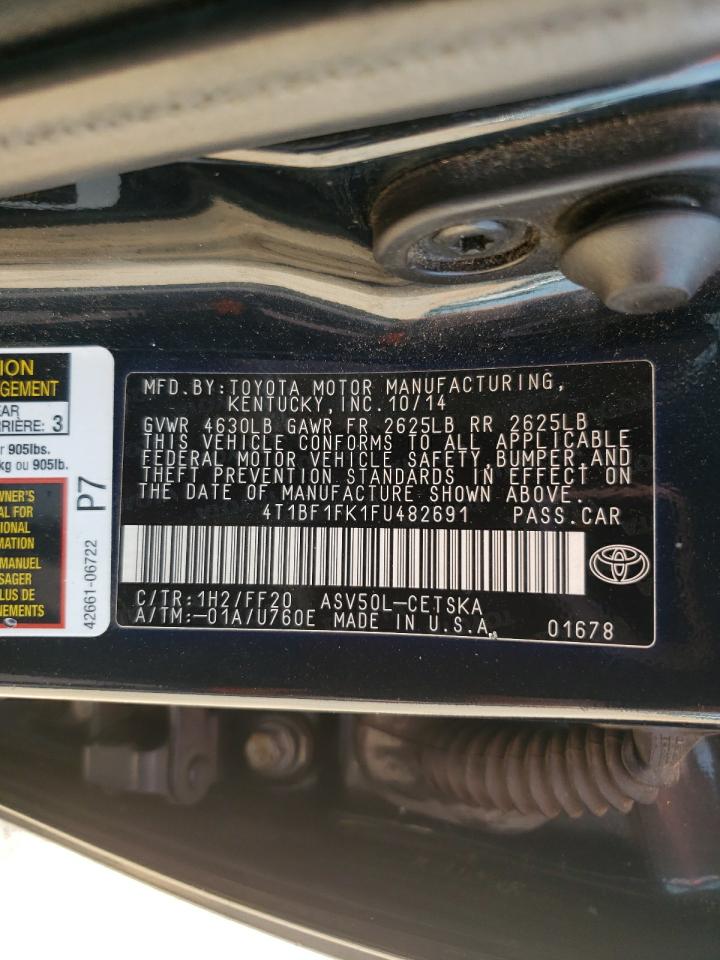 MFD. BY: TOYOTA MOTOR MANUFACTURING,
KENTUCKY, INC. 10/14
GVWR 4630LB GAWR FR 2625LB RR 2625LB
THIS VEHICLE CONFORMS TO ALL APPLICABLE
FEDERAL MOTOR VEHICLE SAFETY, BUMPER, AND
THEFT PREVENTION STANDARDS IN EFFECT ON
THE DATE OF MANUFACTURE SHOWN ABOVE.
4T1BF1FK1FU482691 PASS.CAR
C/TR:1H2/FF20 ASV50L-CETSKA
A/TM:-01A/U760E MADE IN U.S.A. 01678
ION
GEMENT
AR
RRIÈRE: 3
r 905lbs.
kg ou 905lb.
WNER'S
AL FOR
IONAL
MATION
MANUEL
SAGER
LUS DE
NEMENTS
P7
42661-06722